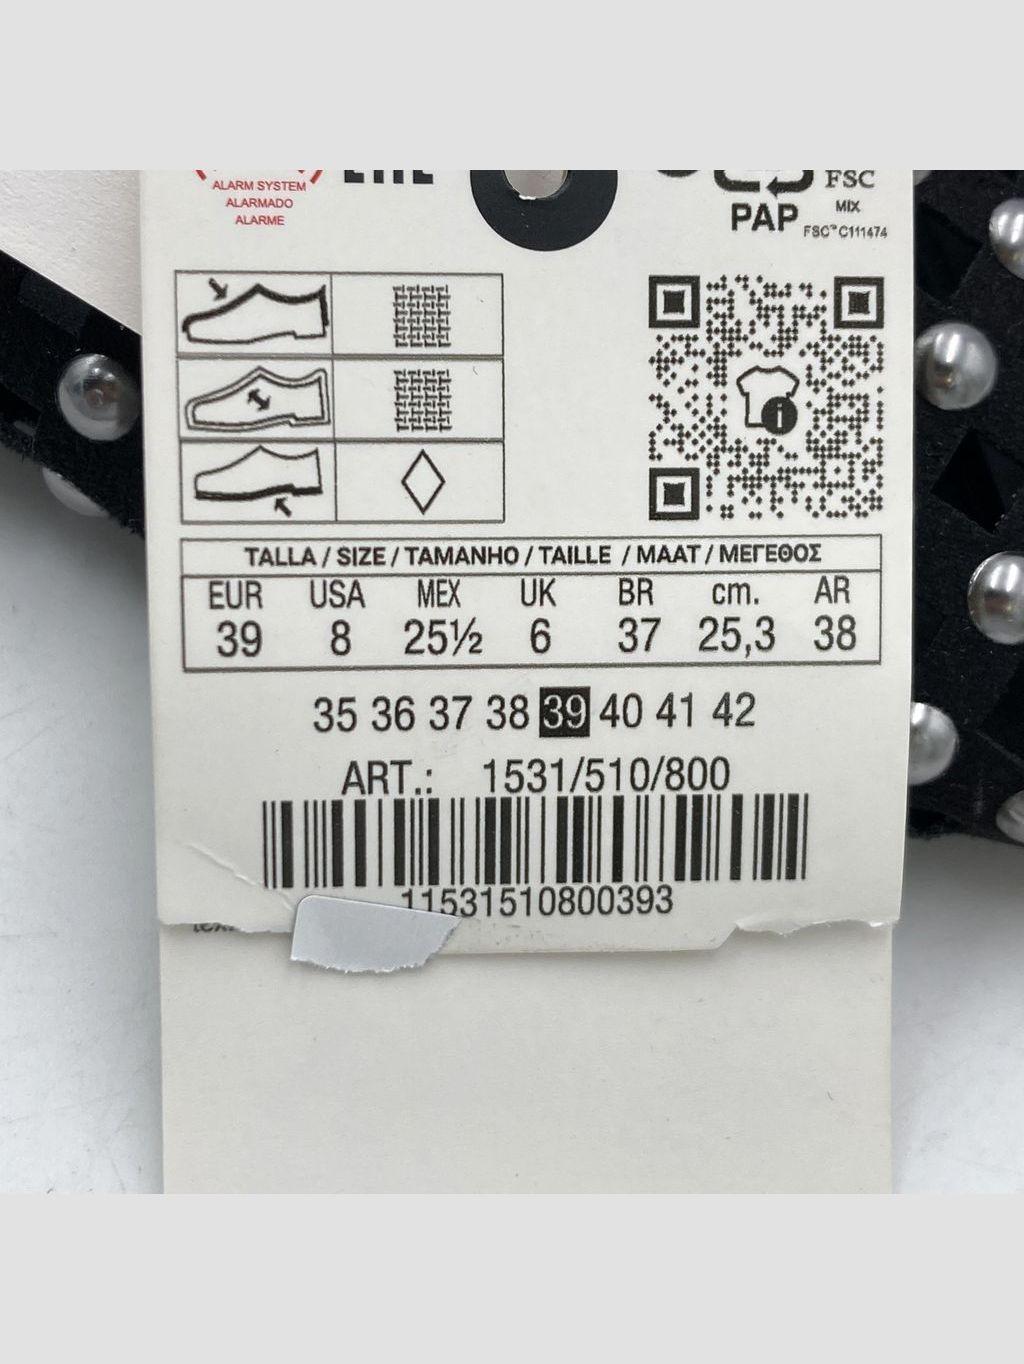 ALARM SYSTEM
ALARMADO
ALARME
PAP
FSC
MIX
FSC™ C111474
i
TALLA / SIZE / TAMANHO / TAILLE / MAAT / ΜΕΓΕΘΟΣ
EUR USA MEX UK BR cm. AR
39 8 25½ 6 37 25,3 38
35 36 37 38 39 40 41 42
ART.: 1531/510/800
11531510800393